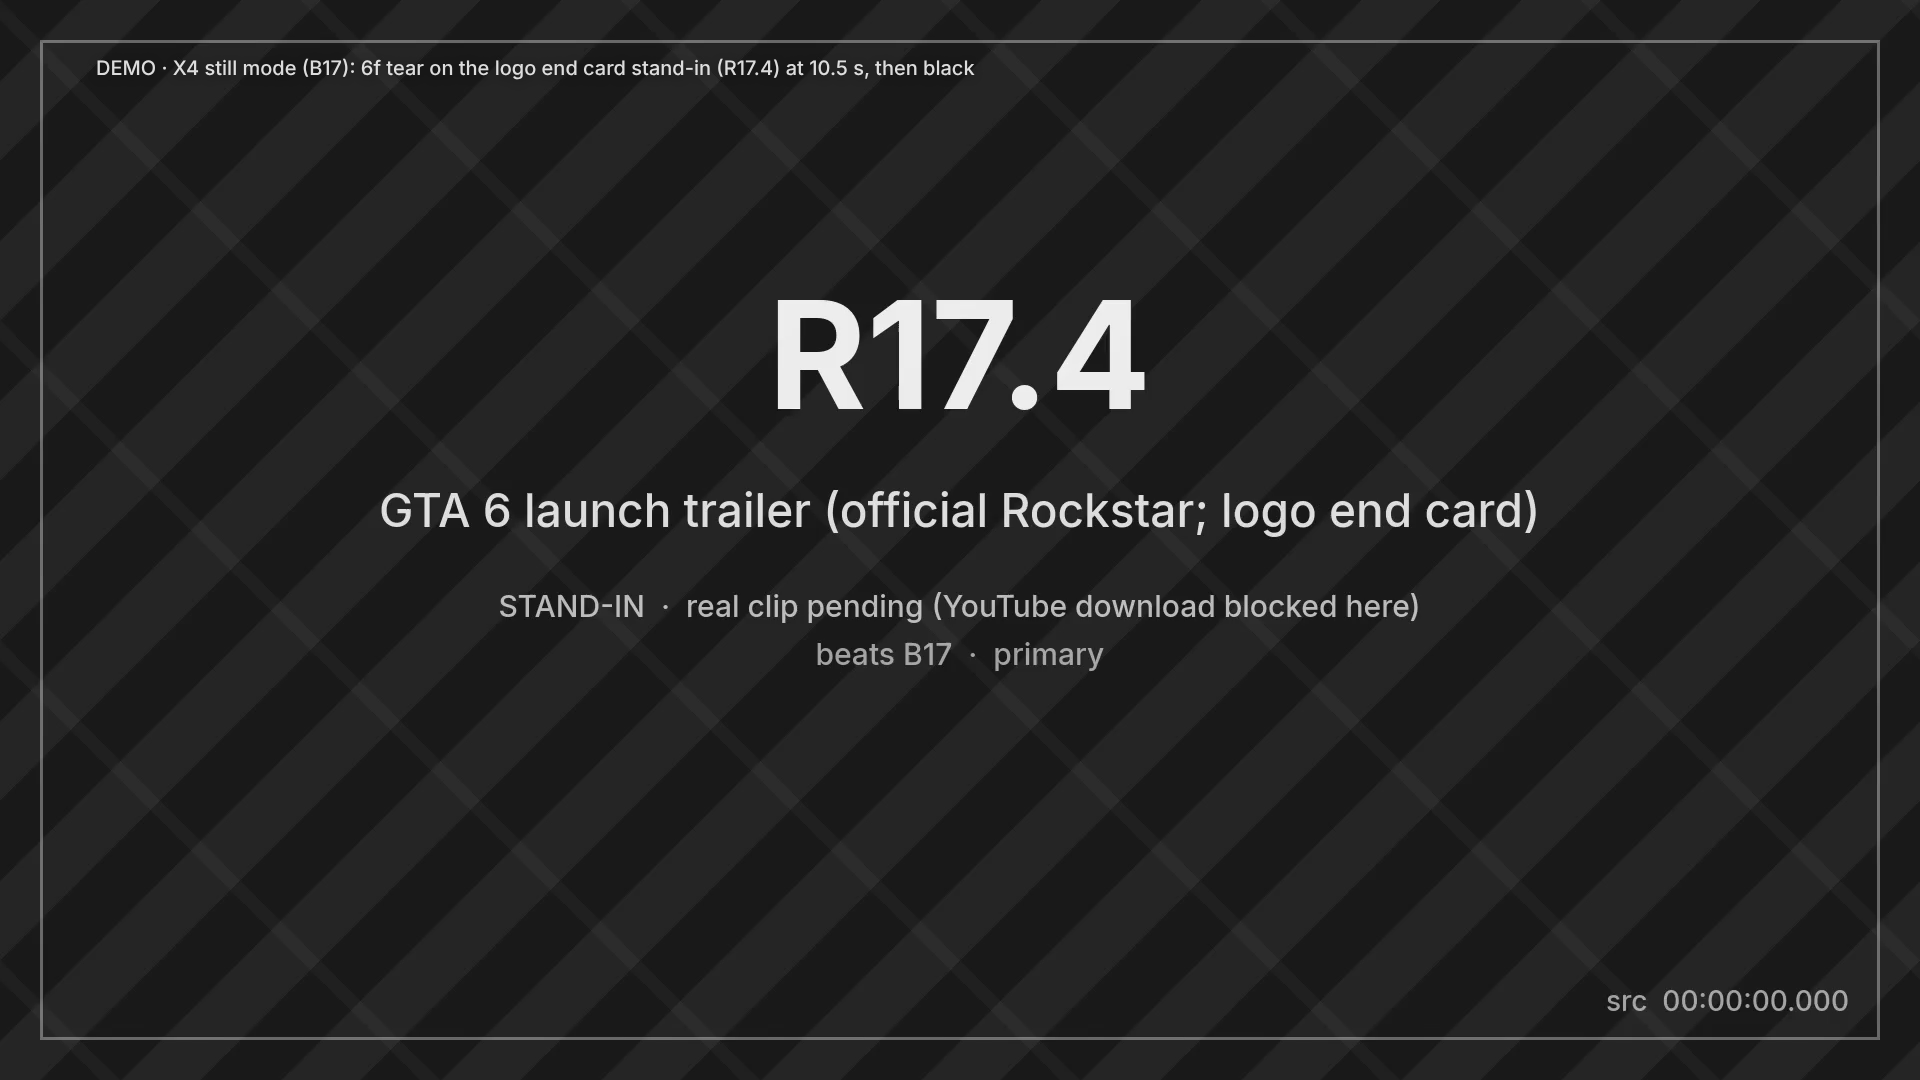 DEMO · X4 still mode (B17): 6f tear on the logo end card stand-in (R17.4) at 10.5 s, then black
R17.4
GTA 6 launch trailer (official Rockstar; logo end card)
STAND-IN · real clip pending (YouTube download blocked here)
beats B17 · primary
src 00:00:00.000